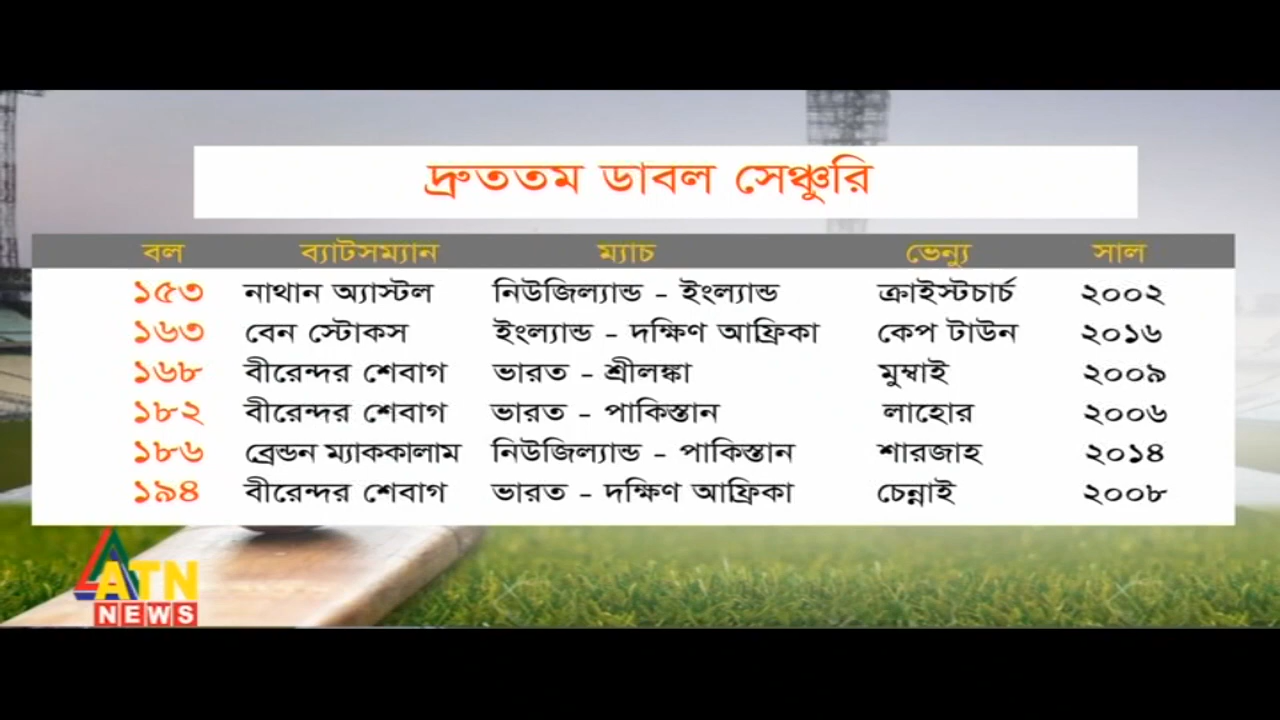 দ্রুততম ডাবল সেঞ্চুরি
বল ব্যাটসম্যান ম্যাচ ভেন্যু সাল
১৫৩ নাথান অ্যাস্টল নিউজিল্যান্ড - ইংল্যান্ড ক্রাইস্টচার্চ ২০০২
১৬৩ বেন স্টোকস ইংল্যান্ড - দক্ষিণ আফ্রিকা কেপ টাউন ২০১৬
১৬৮ বীরেন্দর শেবাগ ভারত - শ্রীলঙ্কা মুম্বাই ২০০৯
১৮২ বীরেন্দর শেবাগ ভারত - পাকিস্তান লাহোর ২০০৬
১৮৬ ব্রেন্ডন ম্যাককালাম নিউজিল্যান্ড - পাকিস্তান শারজাহ ২০১৪
১৯৪ বীরেন্দর শেবাগ ভারত - দক্ষিণ আফ্রিকা চেন্নাই ২০০৮
ATN
NEWS